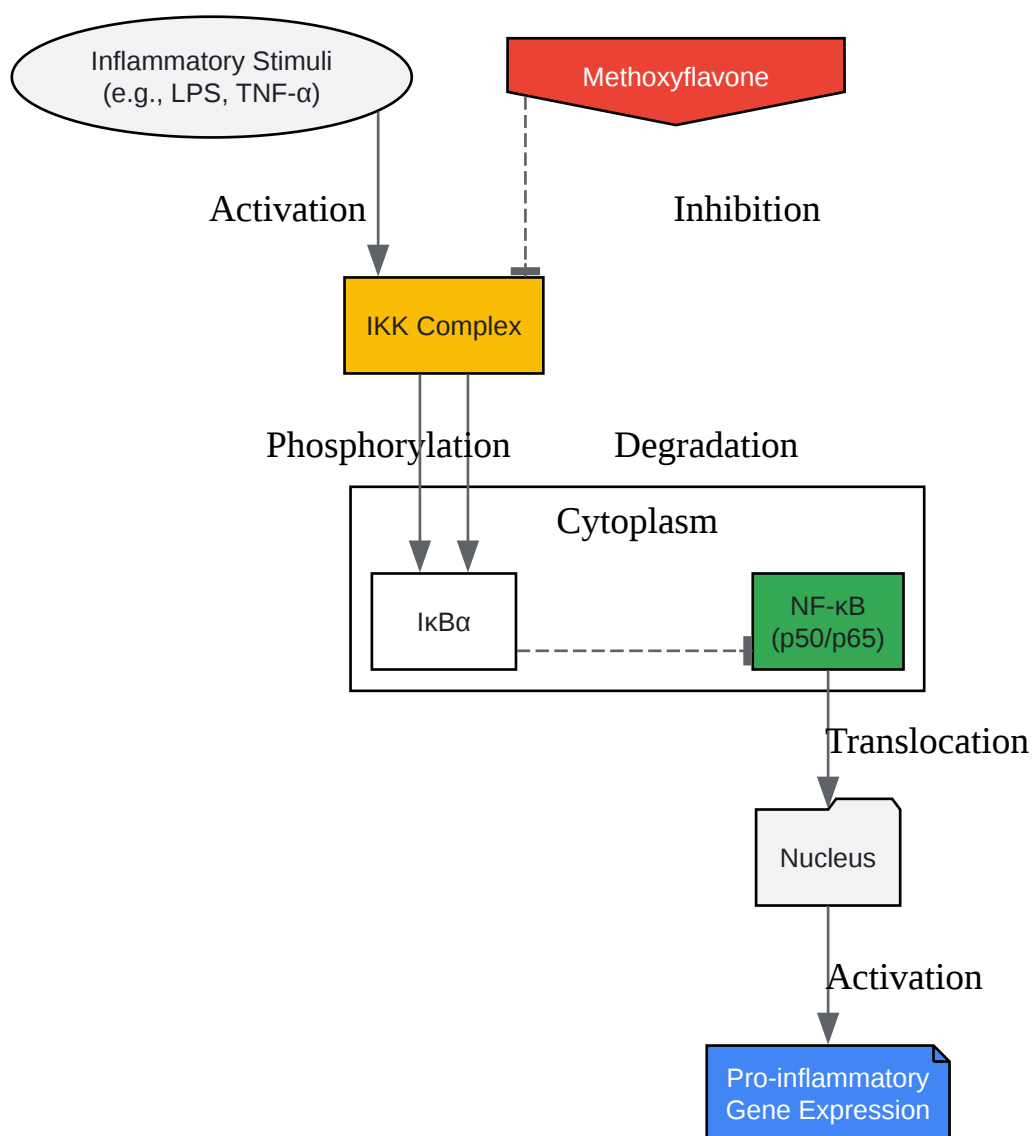 Inflammatory Stimuli
(e.g., LPS, TNF-α)
Methoxyflavone
Activation
Inhibition
IKK Complex
Phosphorylation
Degradation
Cytoplasm
IκBα
NF-κB
(p50/p65)
Translocation
Nucleus
Activation
Pro-inflammatory
Gene Expression